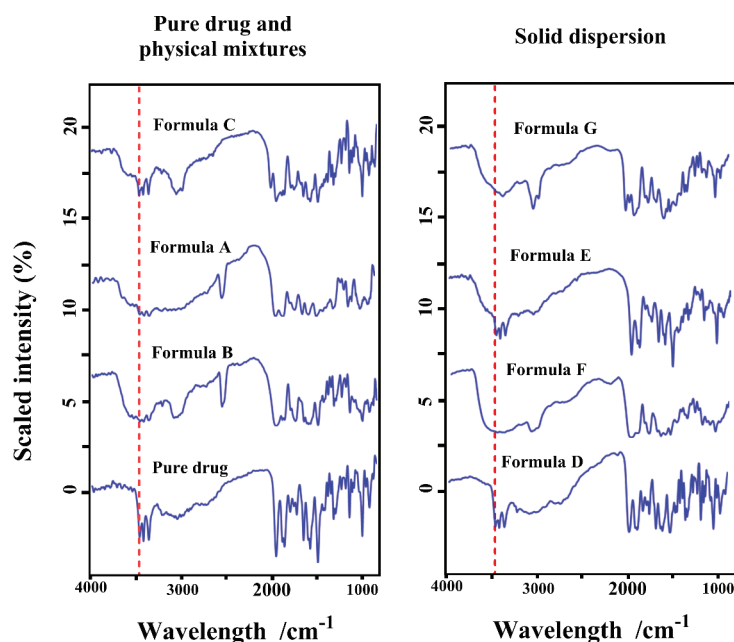 Pure drug and
physical mixtures
Solid dispersion
Scaled intensity (%)
20
15
10
5
0
Formula C
Formula A
Formula B
Pure drug
4000 3000 2000 1000
Wavelength /cm-1
20
15
10
5
0
Formula G
Formula E
Formula F
Formula D
4000 3000 2000 1000
Wavelength /cm-1